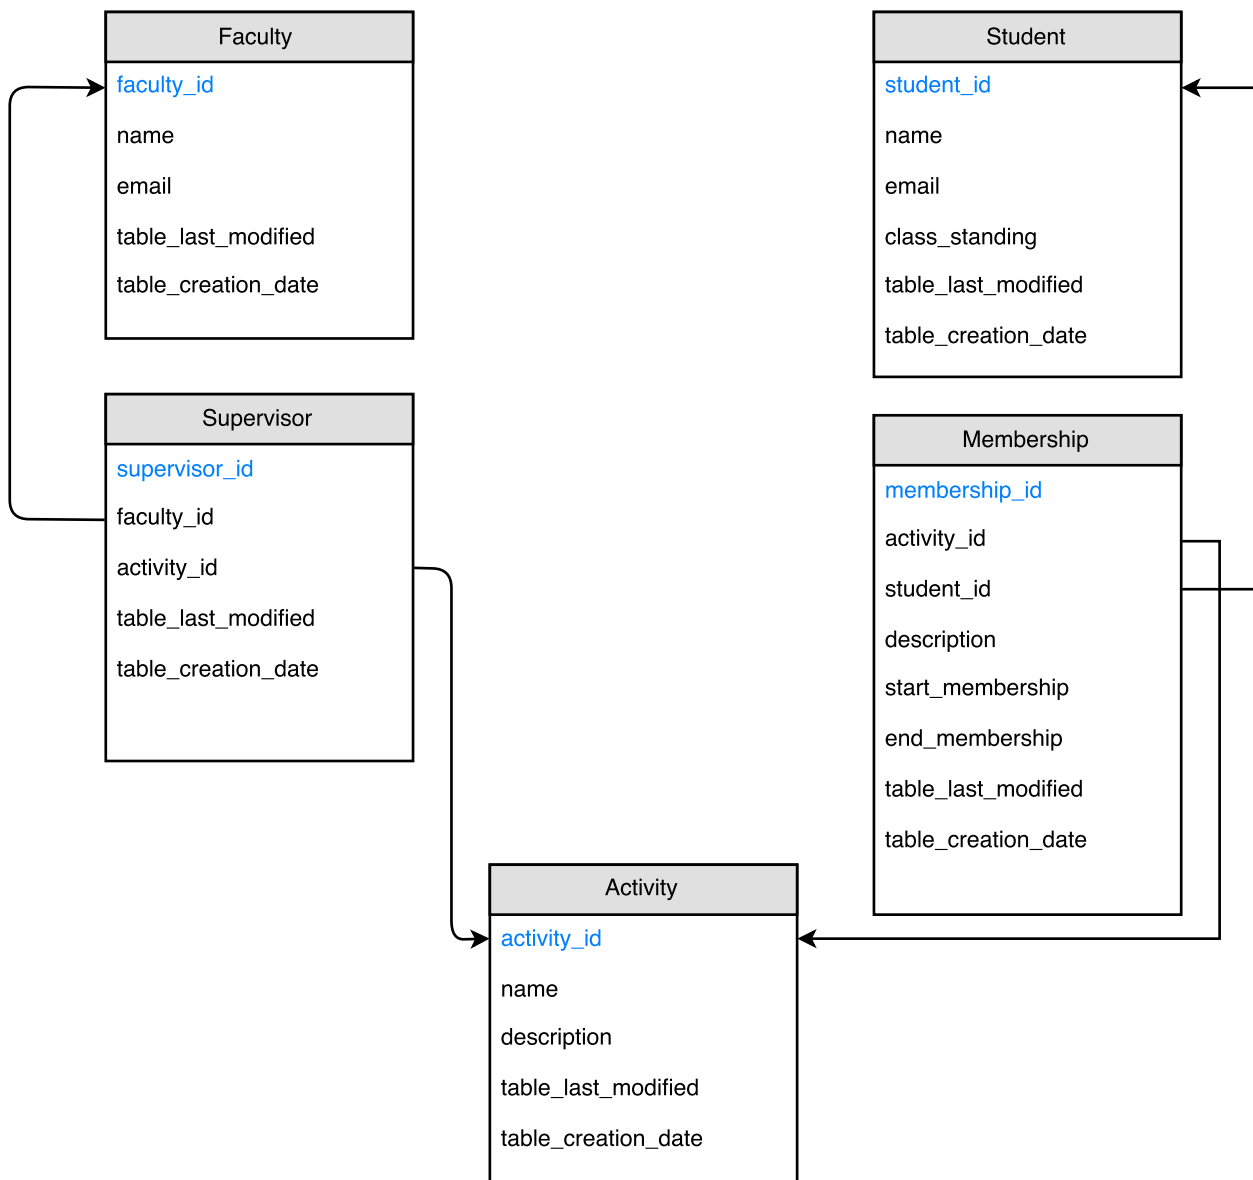 Faculty
faculty_id
name
email
table_last_modified
table_creation_date
Student
student_id
name
email
class_standing
table_last_modified
table_creation_date
Supervisor
supervisor_id
faculty_id
activity_id
table_last_modified
table_creation_date
Membership
membership_id
activity_id
student_id
description
start_membership
end_membership
table_last_modified
table_creation_date
Activity
activity_id
name
description
table_last_modified
table_creation_date